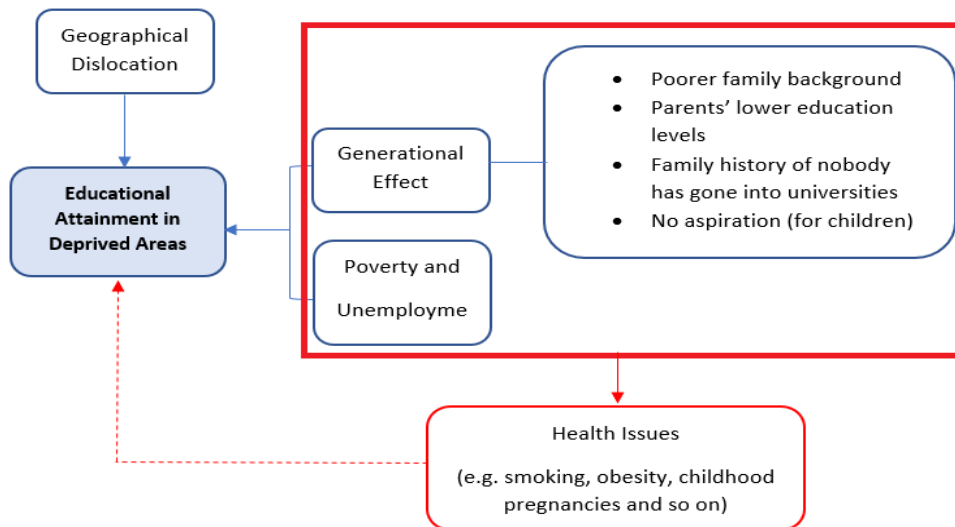 Geographical
Dislocation
Educational
Attainment in
Deprived Areas
Generational
Effect
Poverty and
Unemployme
• Poorer family background
• Parents’ lower education
levels
• Family history of nobody
has gone into universities
• No aspiration (for children)
Health Issues
(e.g. smoking, obesity, childhood
pregnancies and so on)